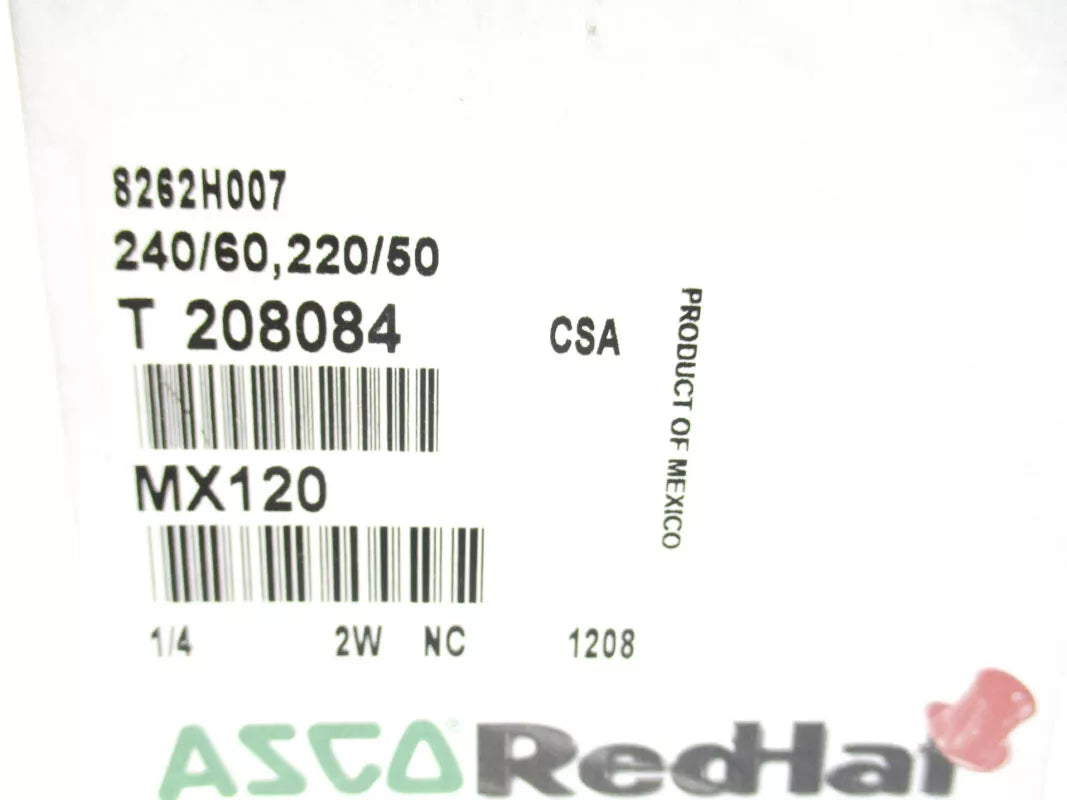 8262H007
240/60,220/50
T 208084
CSA
PRODUCT OF MEXICO
MX120
1/4 2W NC 1208
ASCO® RedHat